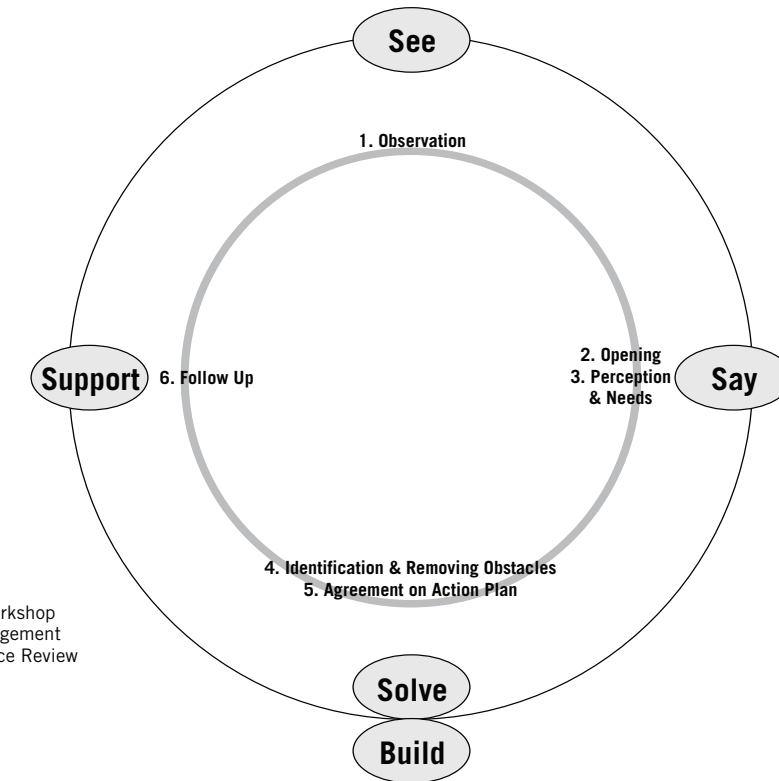 See
1. Observation
2. Opening
3. Perception
& Needs
Say
Support
6. Follow Up
4. Identification & Removing Obstacles
5. Agreement on Action Plan
Review
Solve
Build